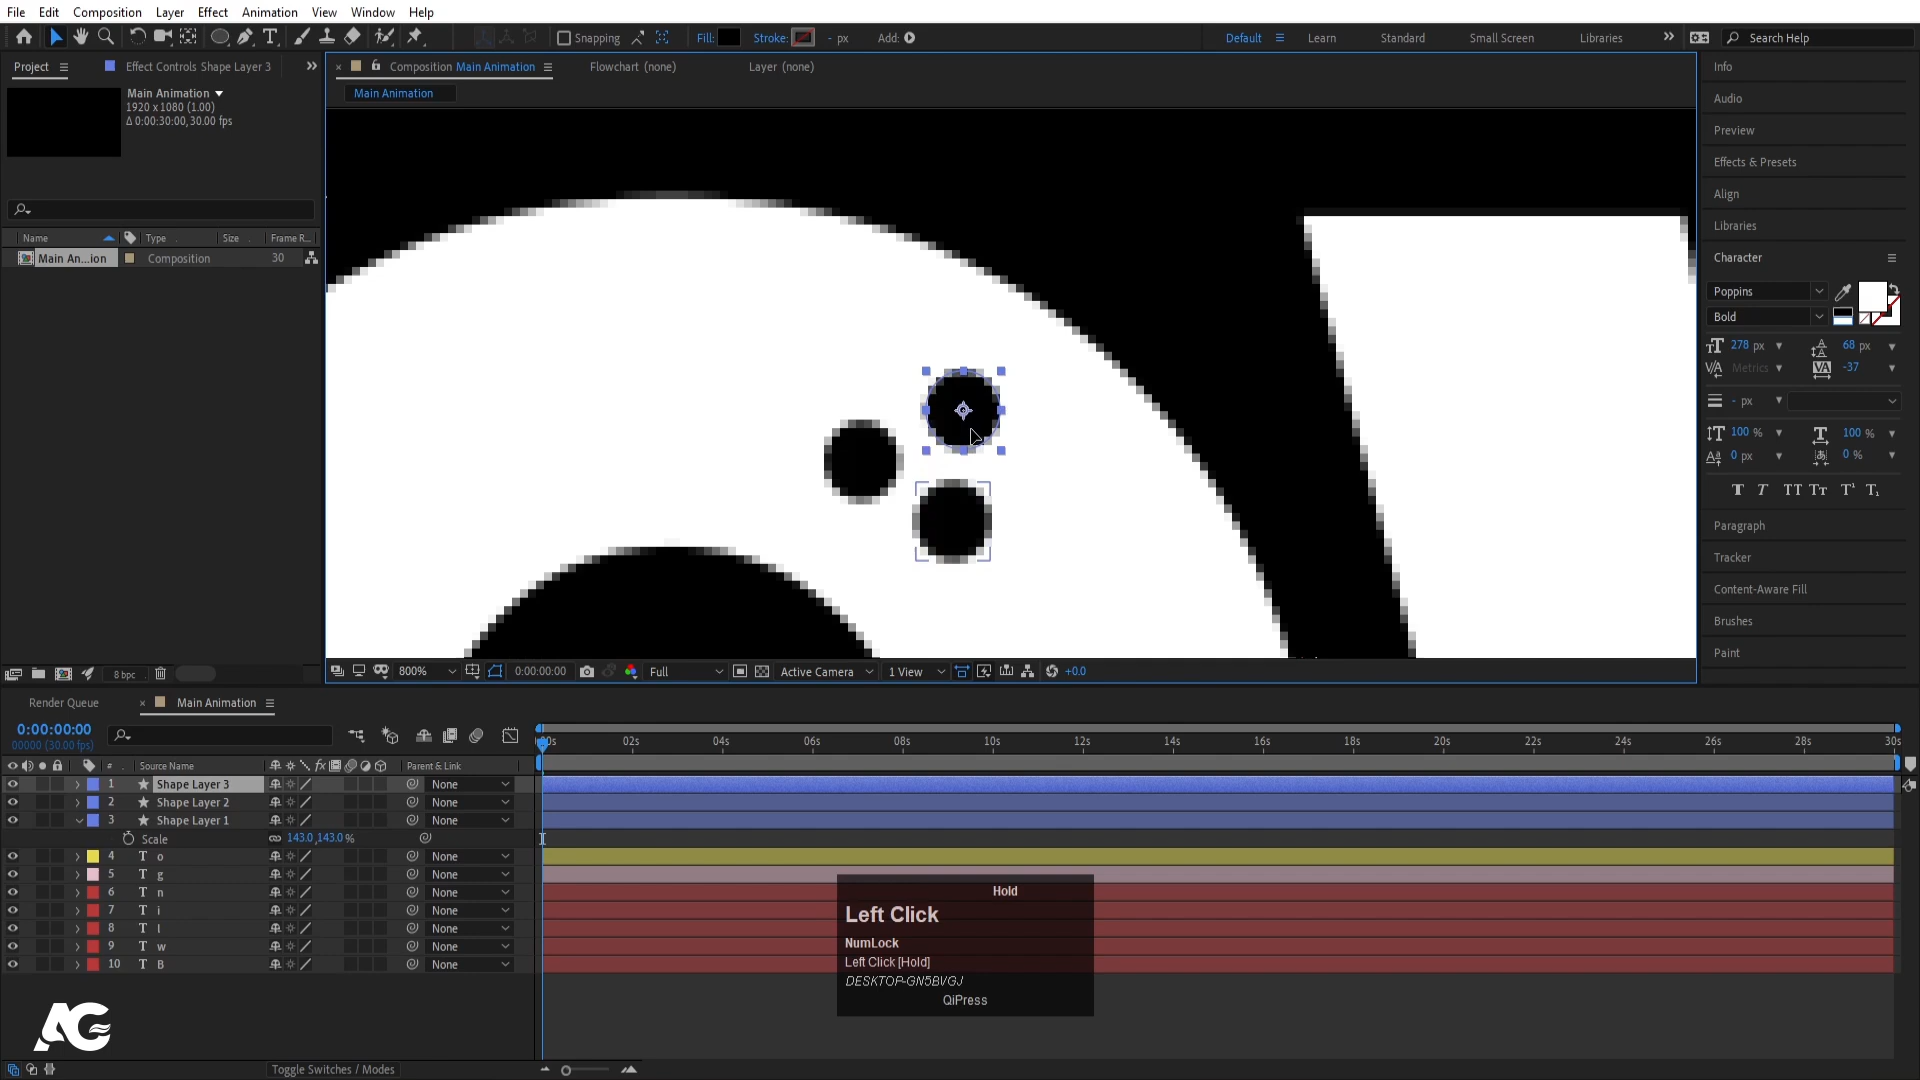 File Edit Composition Layer Effect Animation View Window Help
Snapping Fill: Stroke: - px Add: Default Learn Standard Small Screen Libraries Search Help
Project Effect Controls Shape Layer 3
Composition Main Animation Flowchart (none) Layer (none)
Main Animation
Main Animation
1920 x 1080 (1.00)
Δ 0:00:30:00, 30.00 fps
Name Type Size Frame R...
Main An...ion Composition 30
8 bpc
800% 0:00:00:00 Full Active Camera 1 View +0.0
Info
Audio
Preview
Effects & Presets
Align
Libraries
Character
Poppins
Bold
278 px 68 px
Metrics -37
- px
100 % 100 %
0 px 0 %
Paragraph
Tracker
Content-Aware Fill
Brushes
Paint
Render Queue Main Animation
0:00:00:00
00000 (30.00 fps)
02s 04s 06s 08s 10s 12s 14s 16s 18s 20s 22s 24s 26s 28s 30s
# Source Name Parent & Link
1 Shape Layer 3 None
2 Shape Layer 2 None
3 Shape Layer 1 None
Scale 143.0,143.0%
4 T o None
5 T g None
6 T n None
7 T i None
8 T l None
9 T w None
10 T B None
Hold
Left Click
NumLock
Left Click [Hold]
DESKTOP-GN5BVGJ
QiPress
AG
Toggle Switches / Modes